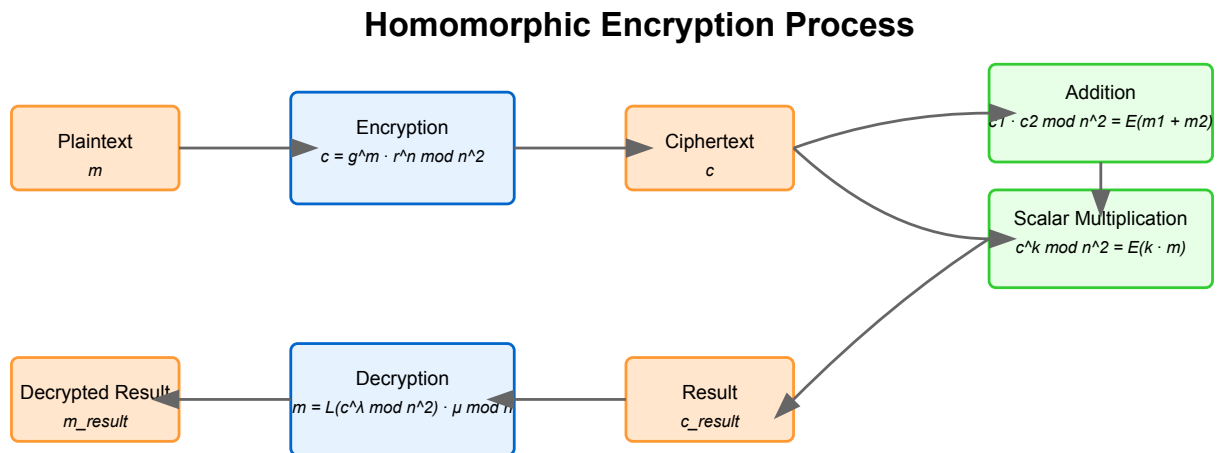 Homomorphic Encryption Process
Plaintext
m
Encryption
c = g^m · r^n mod n^2
Ciphertext
c
Addition
c1 · c2 mod n^2 = E(m1 + m2)
Scalar Multiplication
c^k mod n^2 = E(k · m)
Decrypted Result
m_result
Decryption
m = L(c^λ mod n^2) · μ mod n
Result
c_result